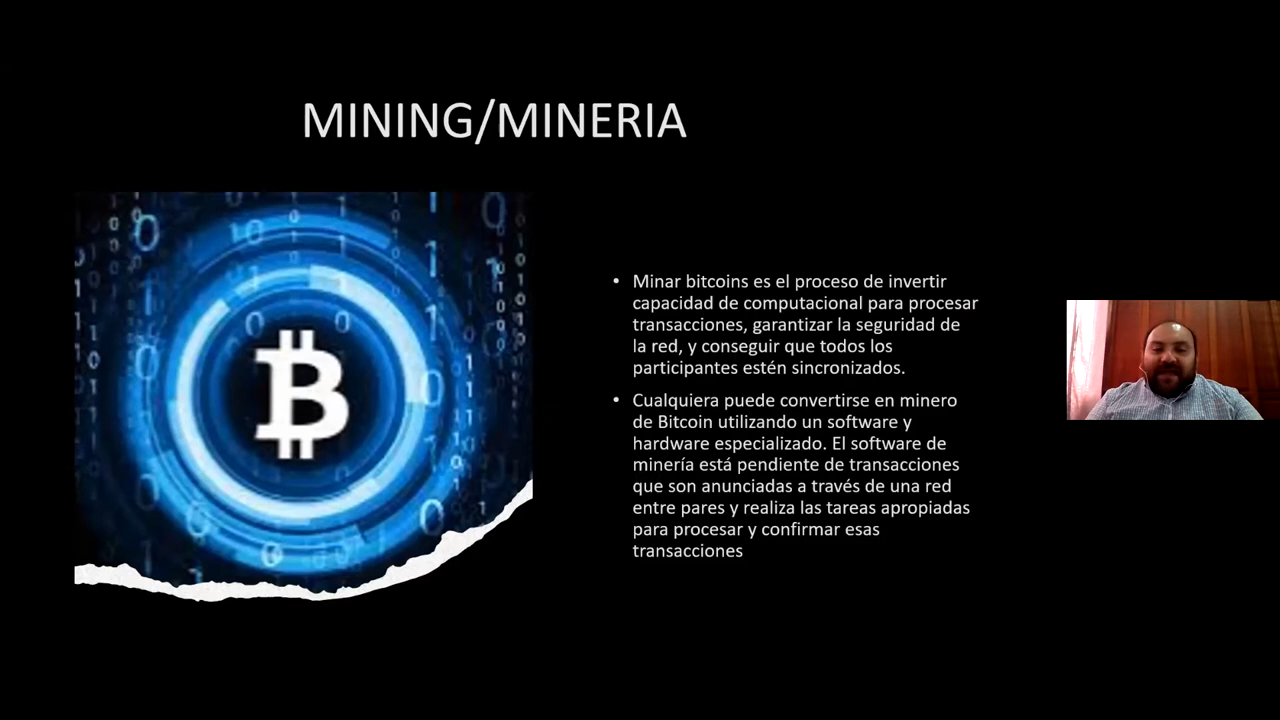 MINING/MINERIA
• Minar bitcoins es el proceso de invertir
capacidad de computacional para procesar
transacciones, garantizar la seguridad de
la red, y conseguir que todos los
participantes estén sincronizados.
• Cualquiera puede convertirse en minero
de Bitcoin utilizando un software y
hardware especializado. El software de
minería está pendiente de transacciones
que son anunciadas a través de una red
entre pares y realiza las tareas apropiadas
para procesar y confirmar esas
transacciones